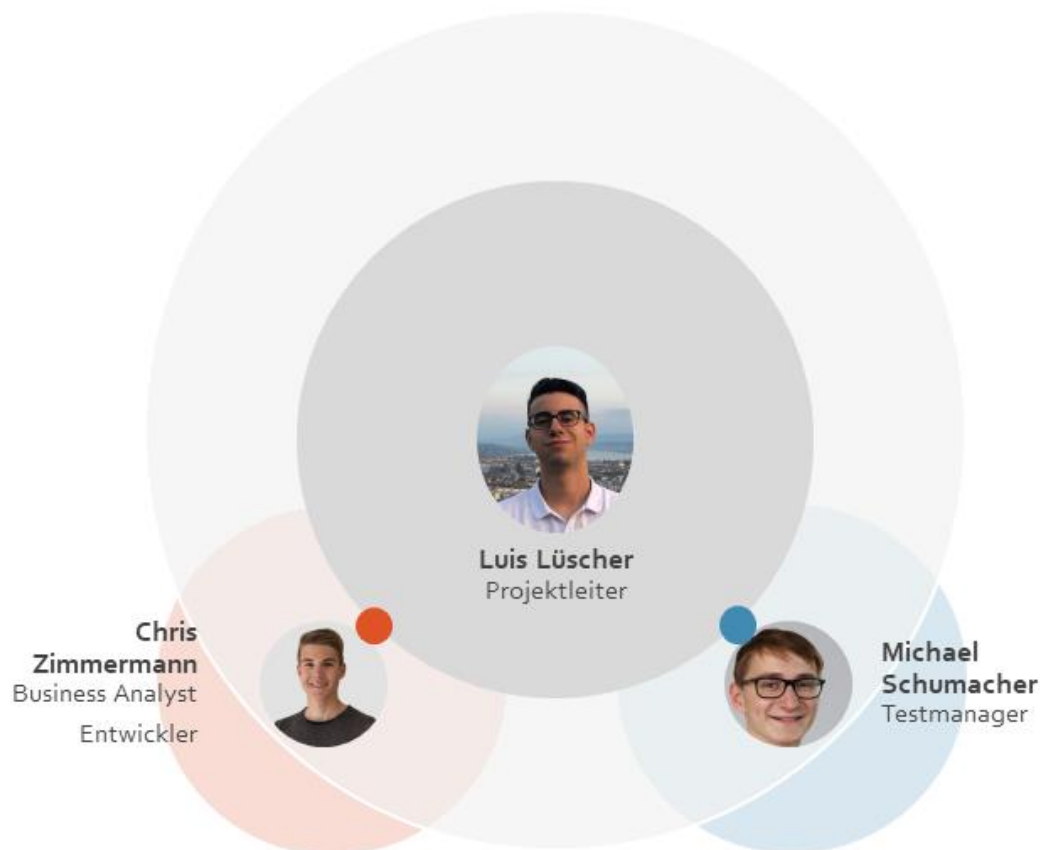 Luis Lüscher
Projektleiter
Chris
Zimmermann
Business Analyst
Entwickler
Michael
Schumacher
Testmanager